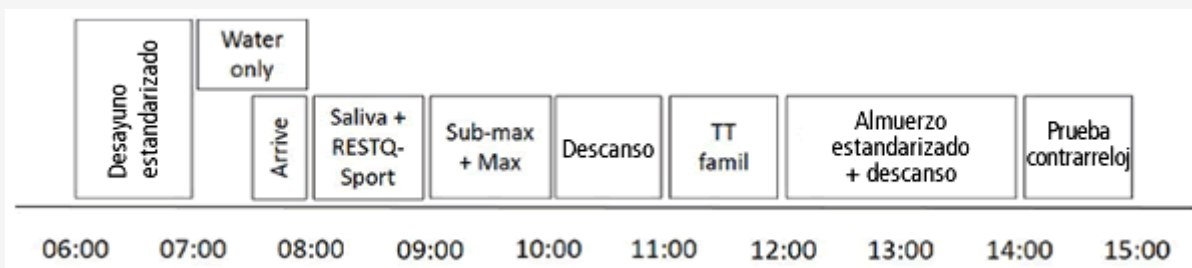 Desayuno
estandarizado
Water
only
Arrive
Saliva +
RESTQ-
Sport
Sub-max
+ Max
Descanso
TT
famil
Almuerzo
estandarizado
+ descanso
Prueba
contrarreloj
06:00 07:00 08:00 09:00 10:00 11:00 12:00 13:00 14:00 15:00